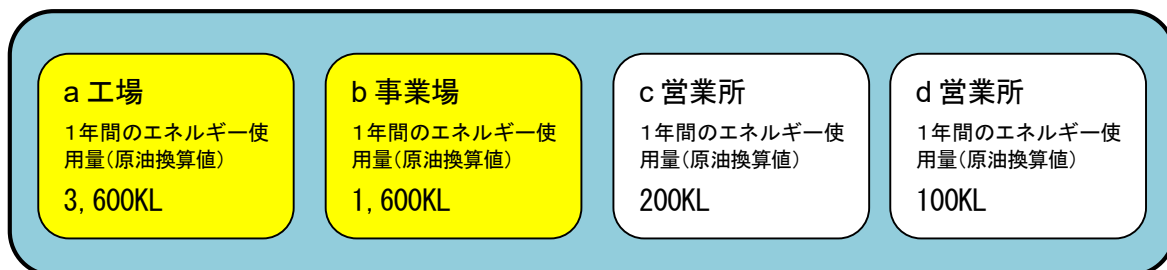 a 工場
1年間のエネルギー使
用量(原油換算値)
3,600KL
b 事業場
1年間のエネルギー使
用量(原油換算値)
1,600KL
c 営業所
1年間のエネルギー使
用量(原油換算値)
200KL
d 営業所
1年間のエネルギー使
用量(原油換算値)
100KL